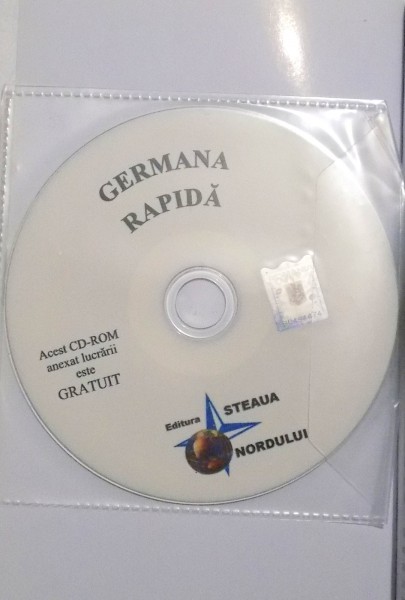 GERMANA
RAPIDĂ
Acest CD-ROM
anexat lucrării
este
GRATUIT
Editura STEAUA
NORDULUI